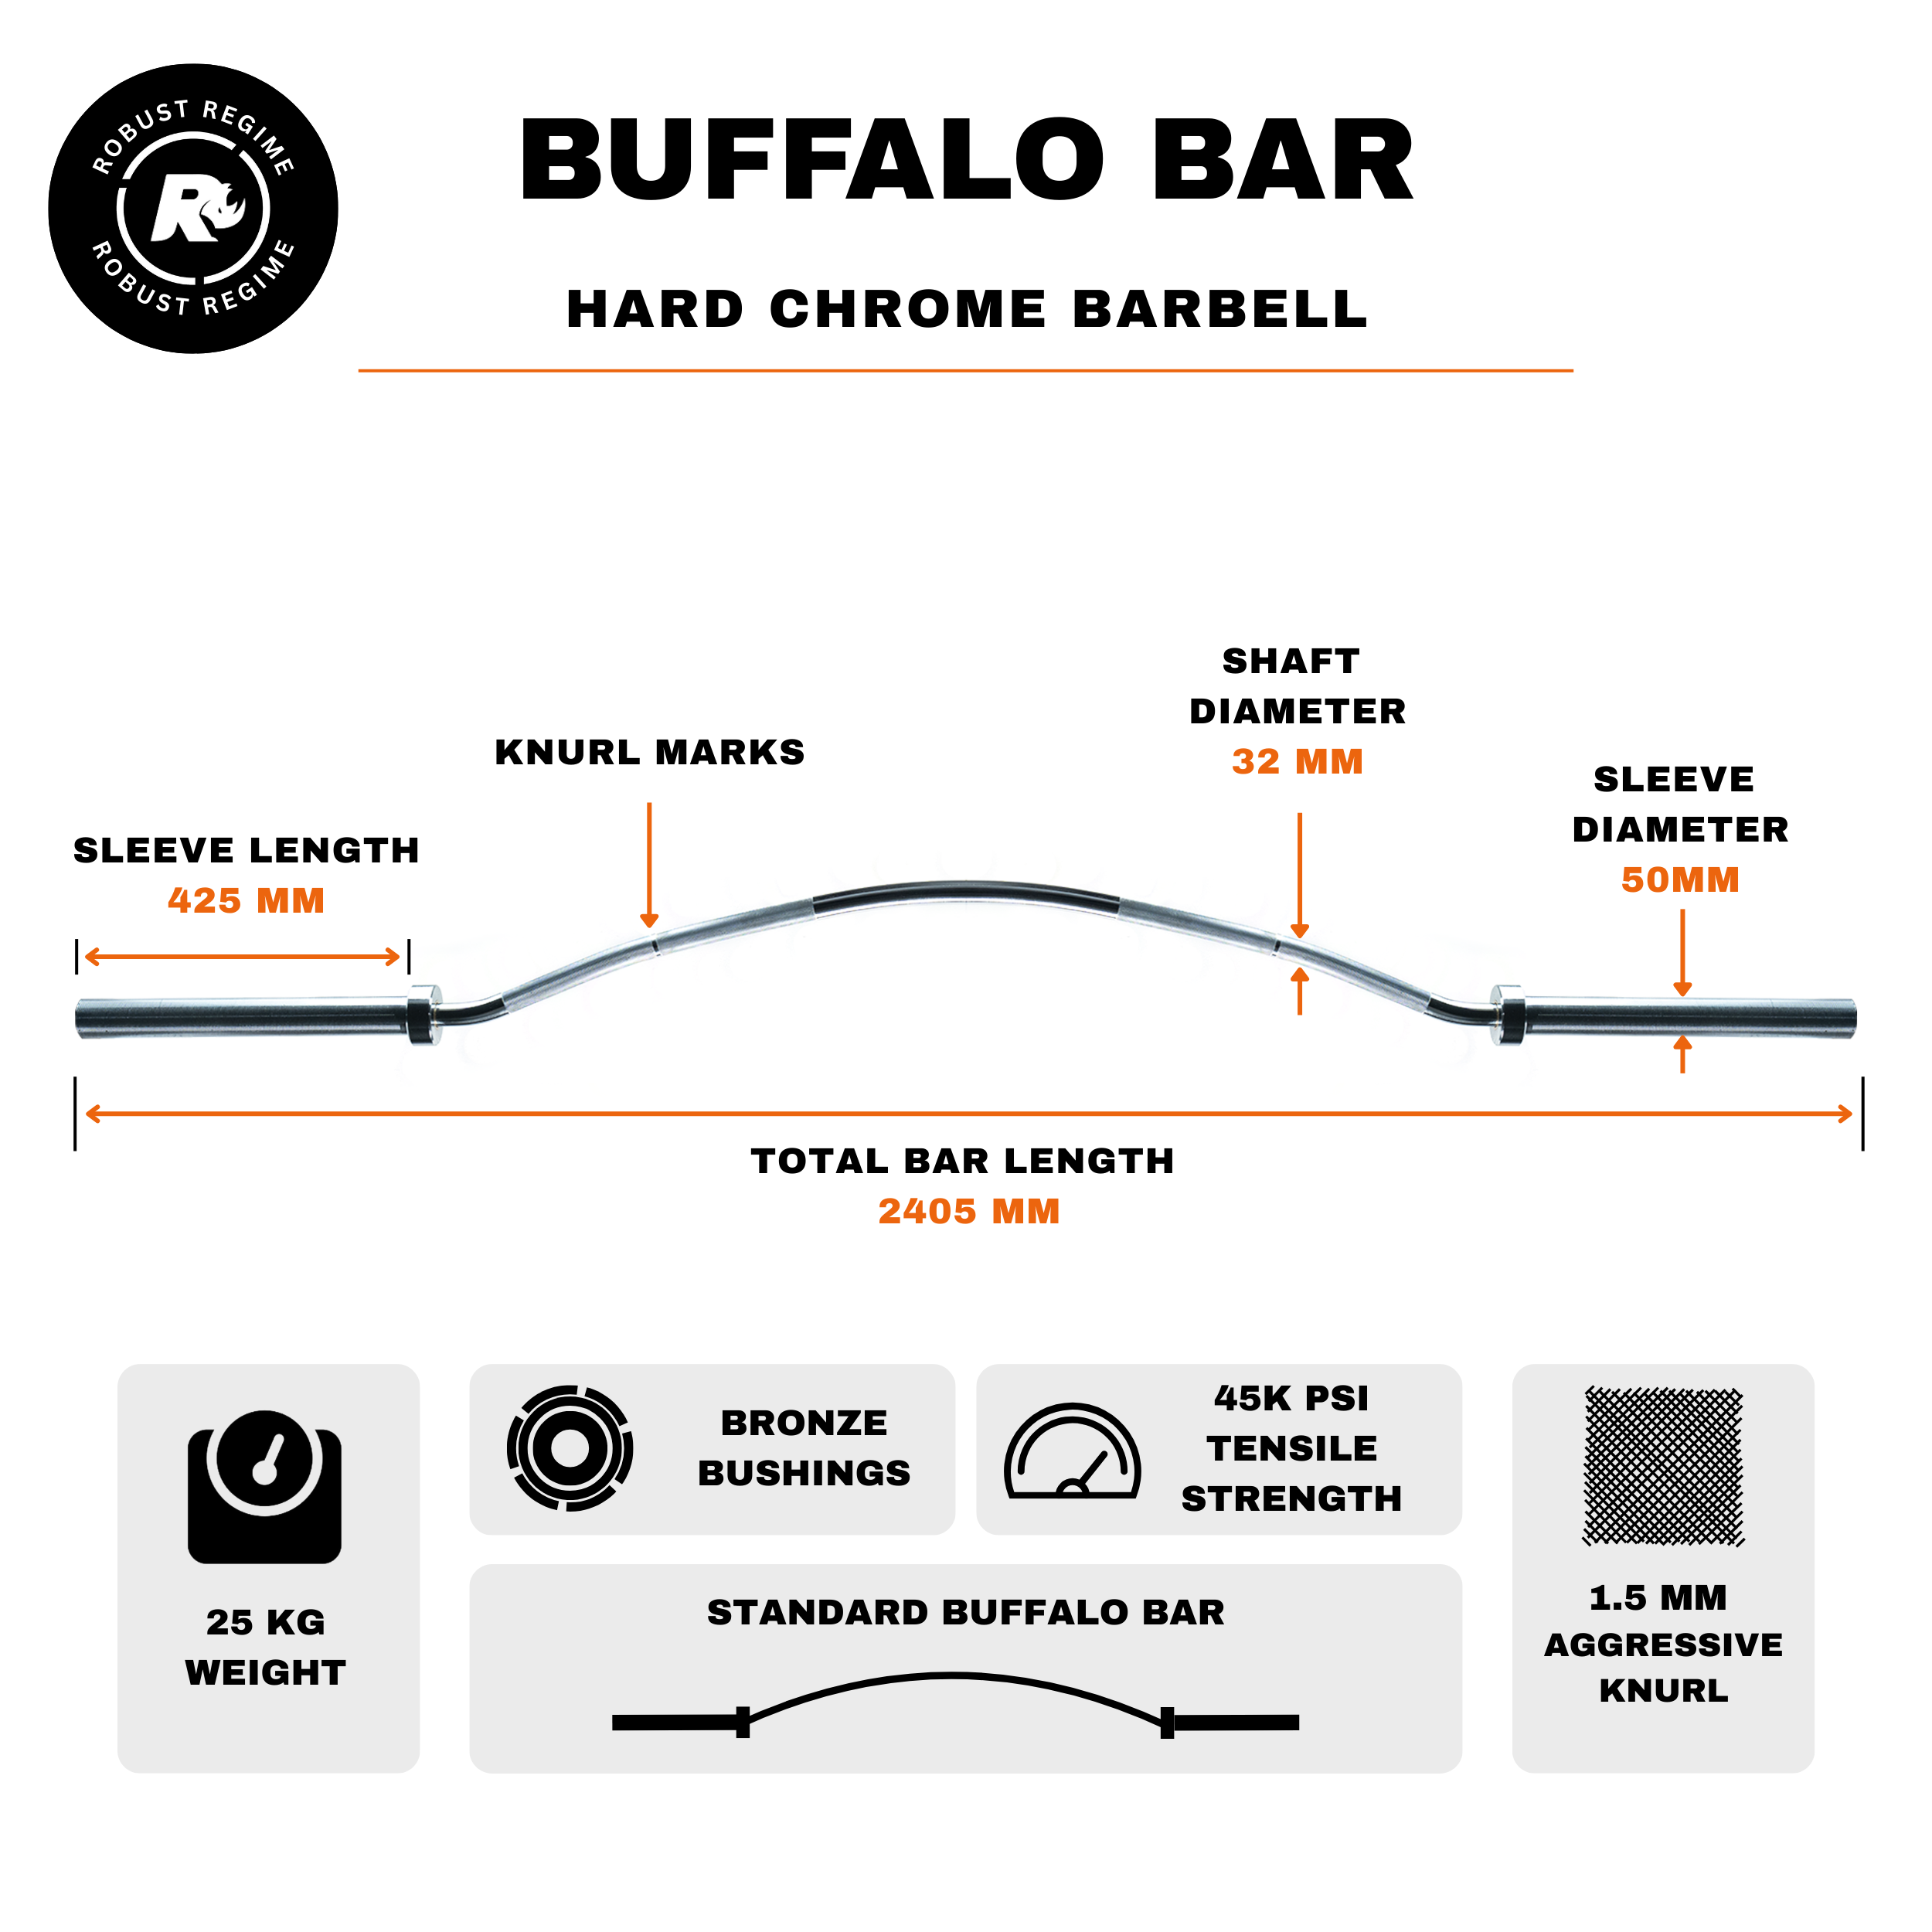 ROBUST REGIME
R
ROBUST REGIME
BUFFALO BAR
HARD CHROME BARBELL
SHAFT
DIAMETER
32 MM
KNURL MARKS
SLEEVE
DIAMETER
50MM
SLEEVE LENGTH
425 MM
TOTAL BAR LENGTH
2405 MM
25 KG
WEIGHT
BRONZE
BUSHINGS
45K PSI
TENSILE
STRENGTH
STANDARD BUFFALO BAR
1.5 MM
AGGRESSIVE
KNURL